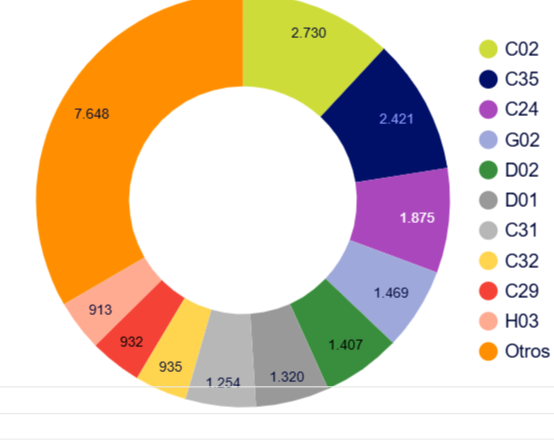 2.730
2.421
1.875
1.469
1.407
1.320
1.254
935
932
913
7.648
C02
C35
C24
G02
D02
D01
C31
C32
C29
H03
Otros